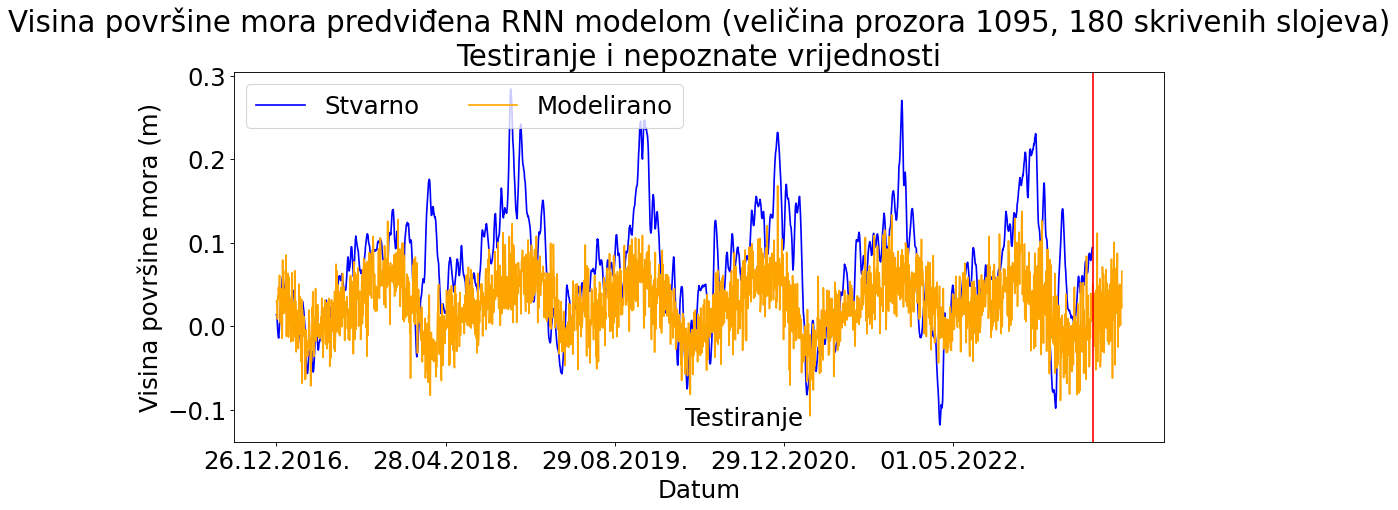 Visina površine mora predviđena RNN modelom (veličina prozora 1095, 180 skrivenih slojeva)
Testiranje i nepoznate vrijednosti
Stvarno Modelirano
Visina površine mora (m)
0.3
0.2
0.1
0.0
−0.1
Testiranje
26.12.2016. 28.04.2018. 29.08.2019. 29.12.2020. 01.05.2022.
Datum